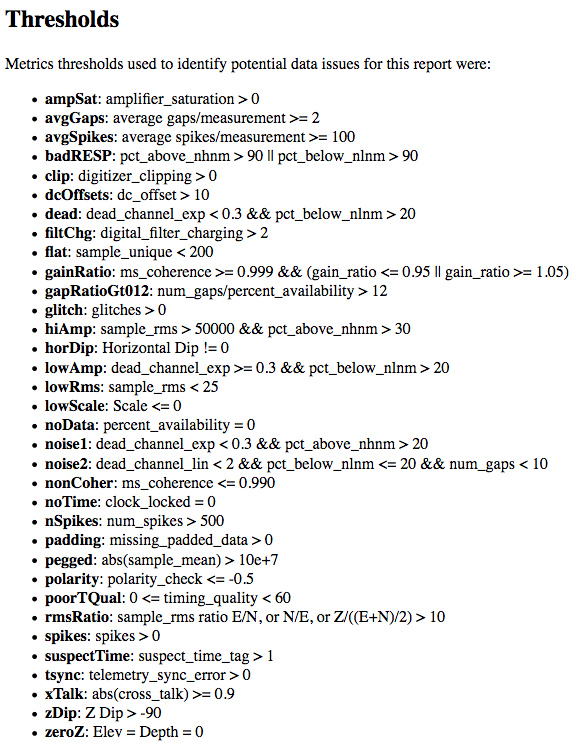 Thresholds
Metrics thresholds used to identify potential data issues for this report were:
• ampSat: amplifier_saturation > 0
• avgGaps: average gaps/measurement >= 2
• avgSpikes: average spikes/measurement >= 100
• badRESP: pct_above_nhnm > 90 || pct_below_nlnm > 90
• clip: digitizer_clipping > 0
• dcOffsets: dc_offset > 10
• dead: dead_channel_exp < 0.3 && pct_below_nlnm > 20
• filtChg: digital_filter_charging > 2
• flat: sample_unique < 200
• gainRatio: ms_coherence >= 0.999 && (gain_ratio <= 0.95 || gain_ratio >= 1.05)
• gapRatioGt012: num_gaps/percent_availability > 12
• glitch: glitches > 0
• hiAmp: sample_rms > 50000 && pct_above_nhnm > 30
• horDip: Horizontal Dip != 0
• lowAmp: dead_channel_exp >= 0.3 && pct_below_nlnm > 20
• lowRms: sample_rms < 25
• lowScale: Scale <= 0
• noData: percent_availability = 0
• noise1: dead_channel_exp < 0.3 && pct_above_nhnm > 20
• noise2: dead_channel_lin < 2 && pct_below_nlnm <= 20 && num_gaps < 10
• nonCoher: ms_coherence <= 0.990
• noTime: clock_locked = 0
• nSpikes: num_spikes > 500
• padding: missing_padded_data > 0
• pegged: abs(sample_mean) > 10e+7
• polarity: polarity_check <= -0.5
• poorTQual: 0 <= timing_quality < 60
• rmsRatio: sample_rms ratio E/N, or N/E, or Z/((E+N)/2) > 10
• spikes: spikes > 0
• suspectTime: suspect_time_tag > 1
• tsync: telemetry_sync_error > 0
• xTalk: abs(cross_talk) >= 0.9
• zDip: Z Dip > -90
• zeroZ: Elev = Depth = 0